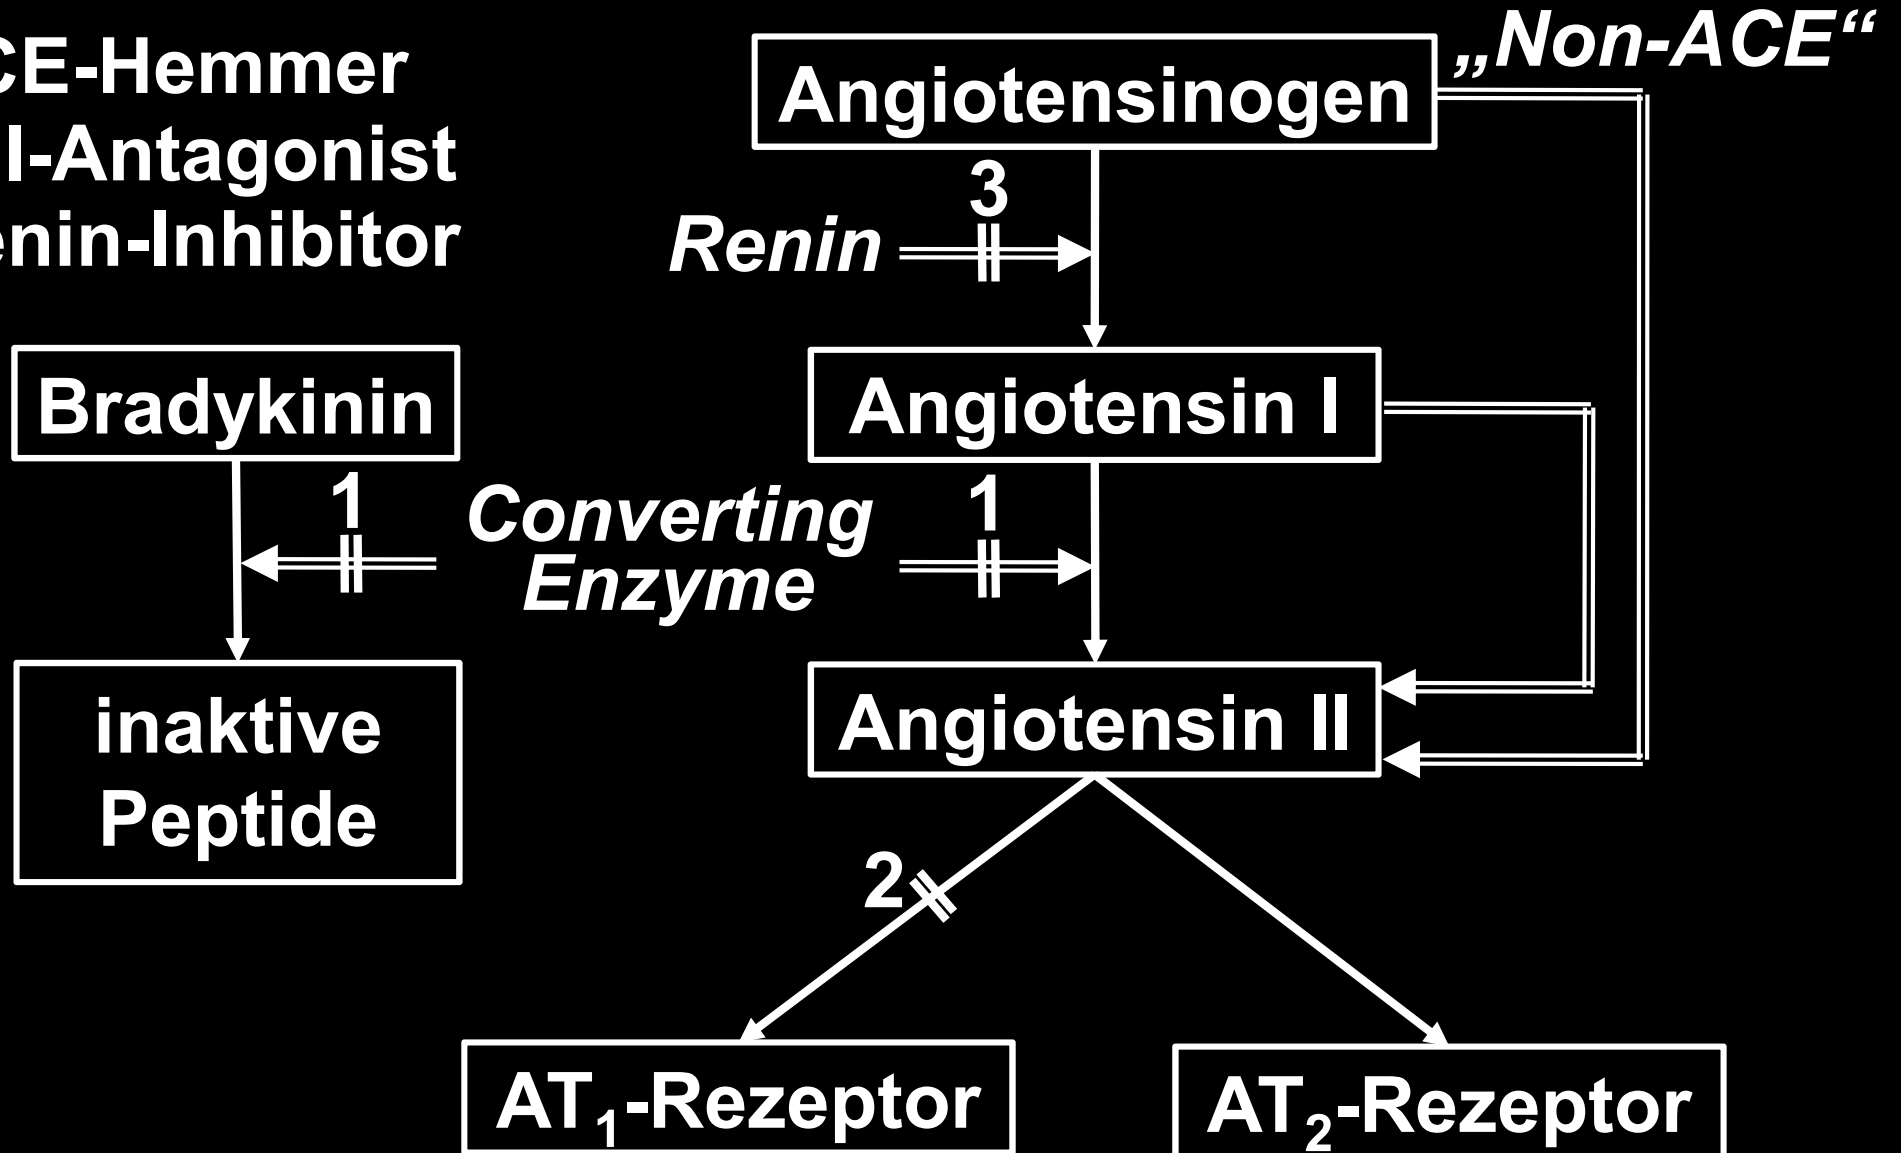 CE-Hemmer
I-Antagonist
enin-Inhibitor
„Non-ACE“
Angiotensinogen
3
Renin
Bradykinin
Angiotensin I
1
Converting
Enzyme
1
inaktive
Peptide
Angiotensin II
2
AT₁-Rezeptor
AT₂-Rezeptor